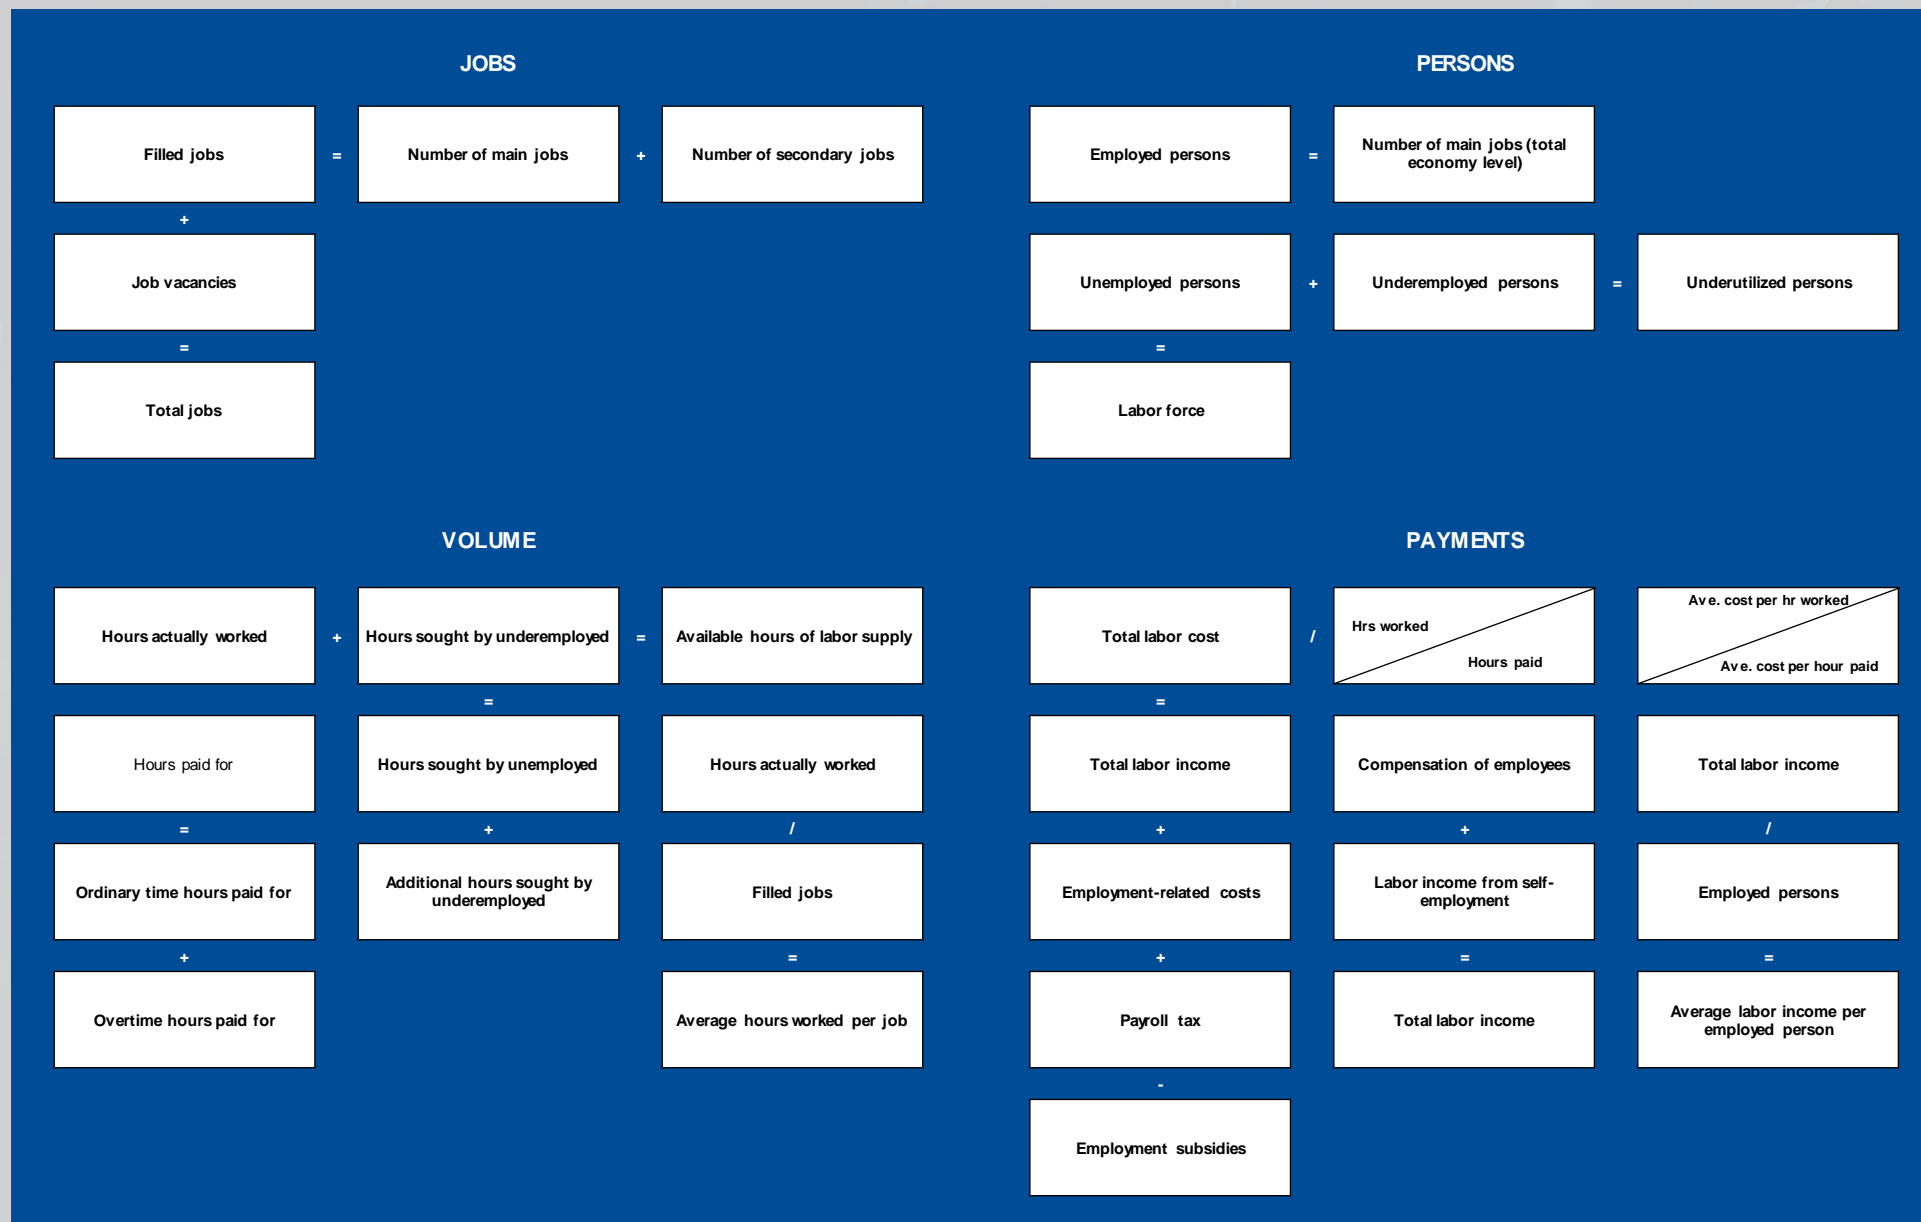 JOBS
Filled jobs = Number of main jobs + Number of secondary jobs
+
Job vacancies
=
Total jobs
PERSONS
Employed persons = Number of main jobs (total
economy level)
Unemployed persons + Underemployed persons = Underutilized persons
=
Labor force
VOLUME
Hours actually worked + Hours sought by underemployed = Available hours of labor supply
=
Hours paid for Hours sought by unemployed Hours actually worked
= + /
Ordinary time hours paid for Additional hours sought by
underemployed Filled jobs
+ =
Overtime hours paid for Average hours worked per job
PAYMENTS
Total labor cost / Hrs worked
Hours paid
Ave. cost per hr worked
Ave. cost per hour paid
=
Total labor income Compensation of employees Total labor income
+ + /
Employment-related costs Labor income from self-
employment Employed persons
+ = =
Payroll tax Total labor income Average labor income per
employed person
-
Employment subsidies